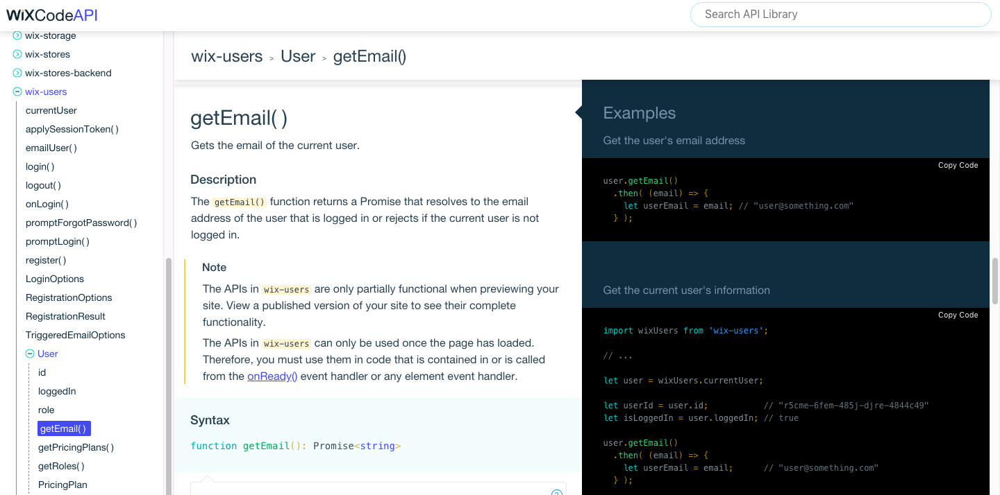 WiXCodeAPI
Search API Library
wix-storage
wix-stores
wix-stores-backend
wix-users
currentUser
applySessionToken( )
emailUser( )
login( )
logout( )
onLogin( )
promptForgotPassword( )
promptLogin( )
register( )
LoginOptions
RegistrationOptions
RegistrationResult
TriggeredEmailOptions
User
id
loggedIn
role
getEmail( )
getPricingPlans( )
getRoles( )
PricingPlan
wix-users > User > getEmail()
getEmail( )
Gets the email of the current user.
Description
The getEmail() function returns a Promise that resolves to the email
address of the user that is logged in or rejects if the current user is not
logged in.
Note
The APIs in wix-users are only partially functional when previewing your
site. View a published version of your site to see their complete
functionality.
The APIs in wix-users can only be used once the page has loaded.
Therefore, you must use them in code that is contained in or is called
from the onReady() event handler or any element event handler.
Syntax
function getEmail(): Promise<string>
?
Examples
Get the user's email address
Copy Code
user.getEmail()
  .then( (email) => {
    let userEmail = email; // "user@something.com"
  } );
Get the current user's information
Copy Code
import wixUsers from 'wix-users';
// ...
let user = wixUsers.currentUser;
let userId = user.id;           // "r5cme-6fem-485j-djre-4844c49"
let isLoggedIn = user.loggedIn; // true
user.getEmail()
  .then( (email) => {
    let userEmail = email;      // "user@something.com"
  } );